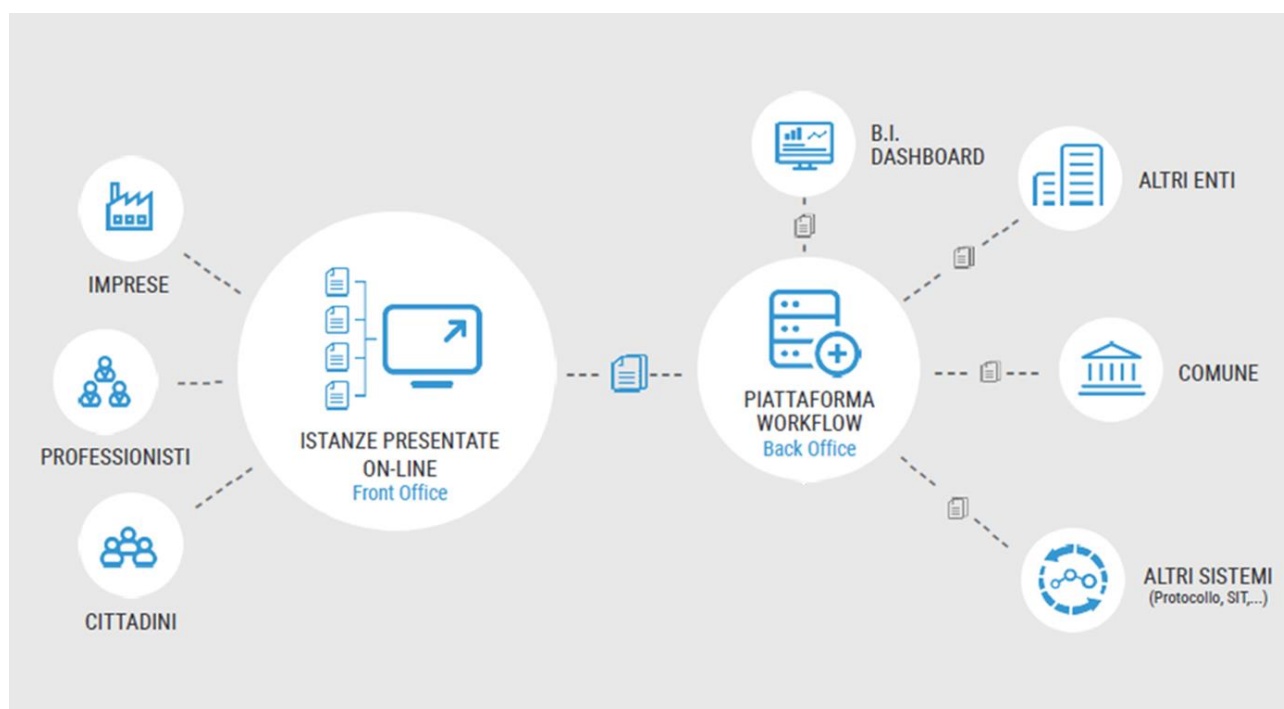 IMPRESE
PROFESSIONISTI
CITTADINI
ISTANZE PRESENTATE
ON-LINE
Front Office
PIATTAFORMA
WORKFLOW
Back Office
B.I.
DASHBOARD
ALTRI ENTI
COMUNE
ALTRI SISTEMI
(Protocollo, SIT,...)